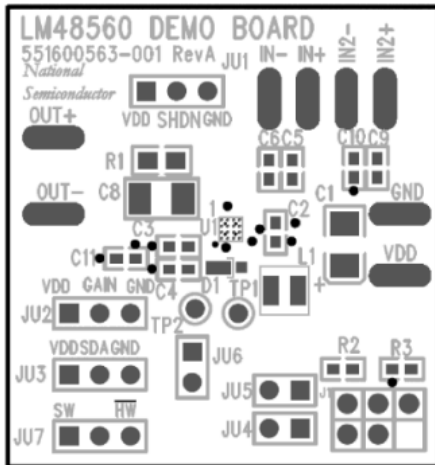 LM48560 DEMO BOARD
551600563-001 RevA
National
Semiconductor
JU1
IN- IN+ IN2- IN2+
OUT+
VDD SHDN GND
C6 C5 C10 C9
R1
C8
OUT-
1
U1
C2
C1
GND
C3
C11
C4
D1
L1
+
VDD
VDD GAIN GND
JU2
TP2
TP1
VDD SDA GND
JU3
JU6
R2 R3
JU5
SW HW
JU7
JU4